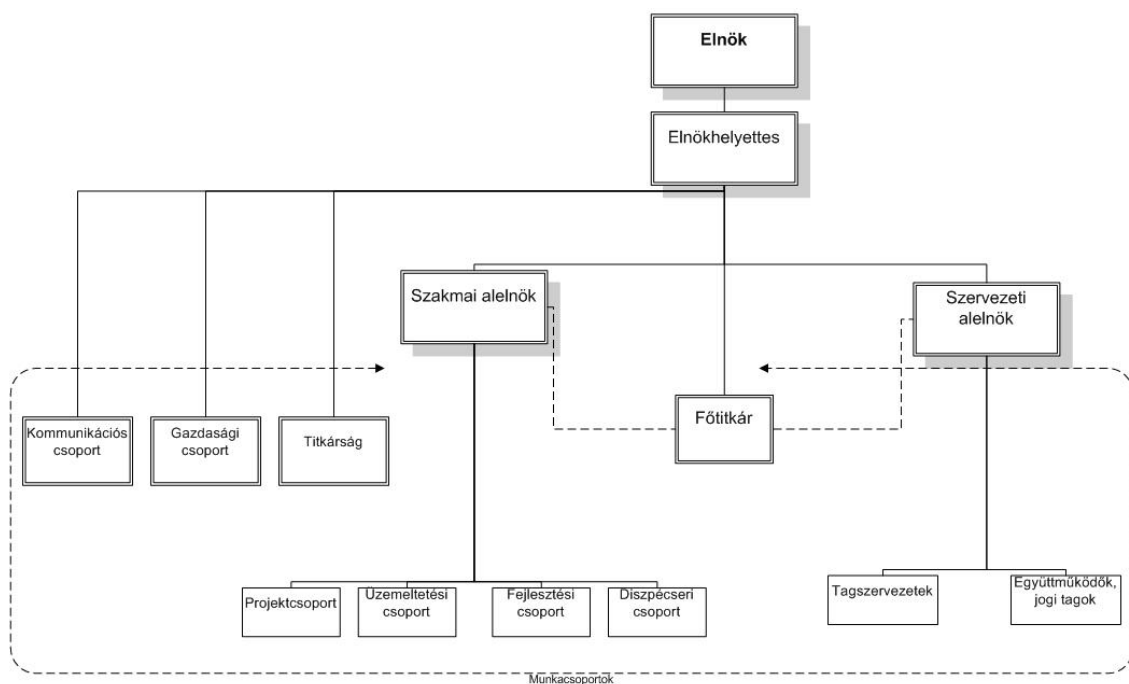 Elnök
Elnökhelyettes
Szakmai alelnök
Szervezeti
alelnök
Főtitkár
Kommunikációs
csoport
Gazdasági
csoport
Titkárság
Projektcsoport
Üzemeltetési
csoport
Fejlesztési
csoport
Diszpécseri
csoport
Tagszervezetek
Együttműködők,
jogi tagok
Munkacsoportok